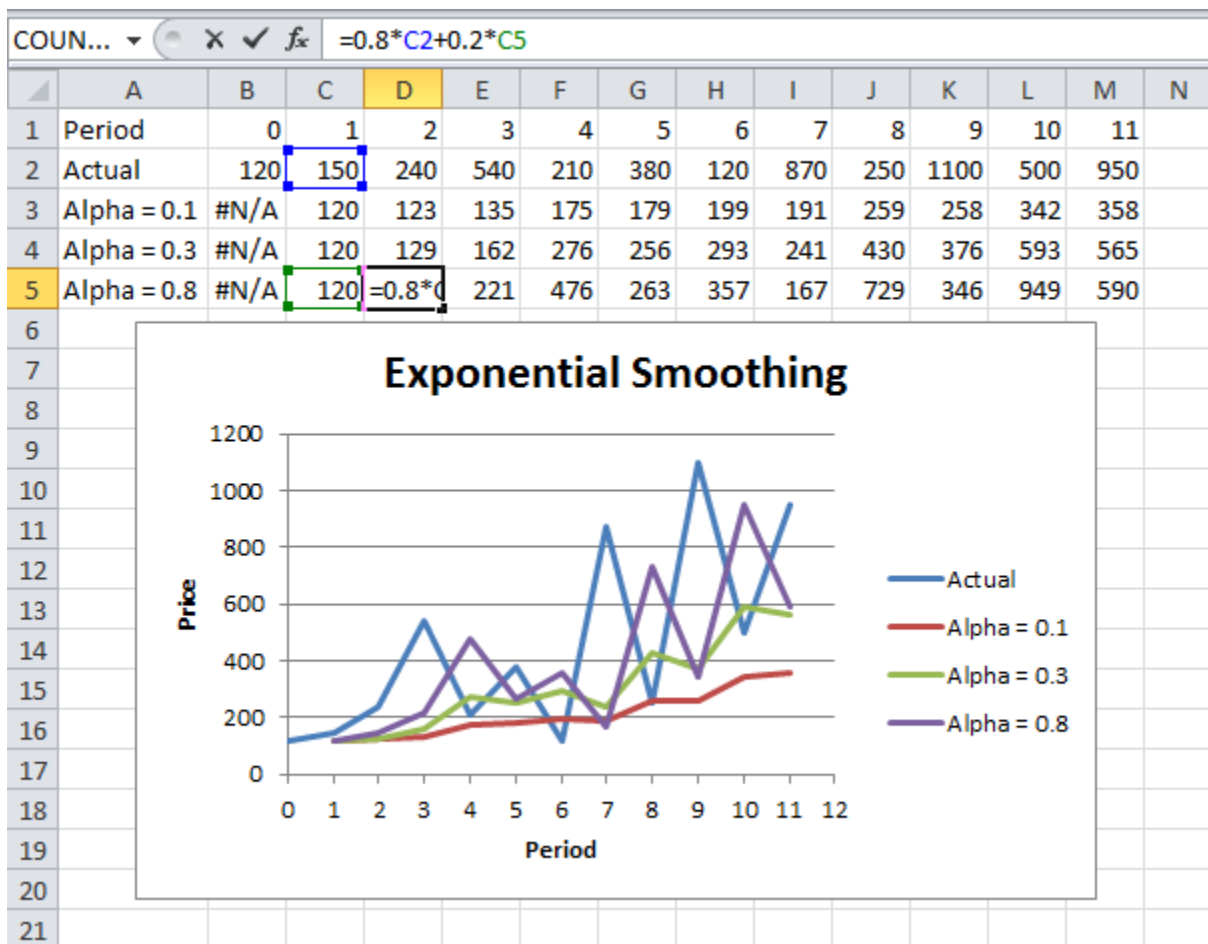 COUN... fx =0.8*C2+0.2*C5
A B C D E F G H I J K L M N
1 Period 0 1 2 3 4 5 6 7 8 9 10 11
2 Actual 120 150 240 540 210 380 120 870 250 1100 500 950
3 Alpha = 0.1 #N/A 120 123 135 175 179 199 191 259 258 342 358
4 Alpha = 0.3 #N/A 120 129 162 276 256 293 241 430 376 593 565
5 Alpha = 0.8 #N/A 120 =0.8*C 221 476 263 357 167 729 346 949 590
6
7
8
9
10
11
12
13
14
15
16
17
18
19
20
21
Exponential Smoothing
Price
1200
1000
800
600
400
200
0
0 1 2 3 4 5 6 7 8 9 10 11 12
Period
Actual
Alpha = 0.1
Alpha = 0.3
Alpha = 0.8